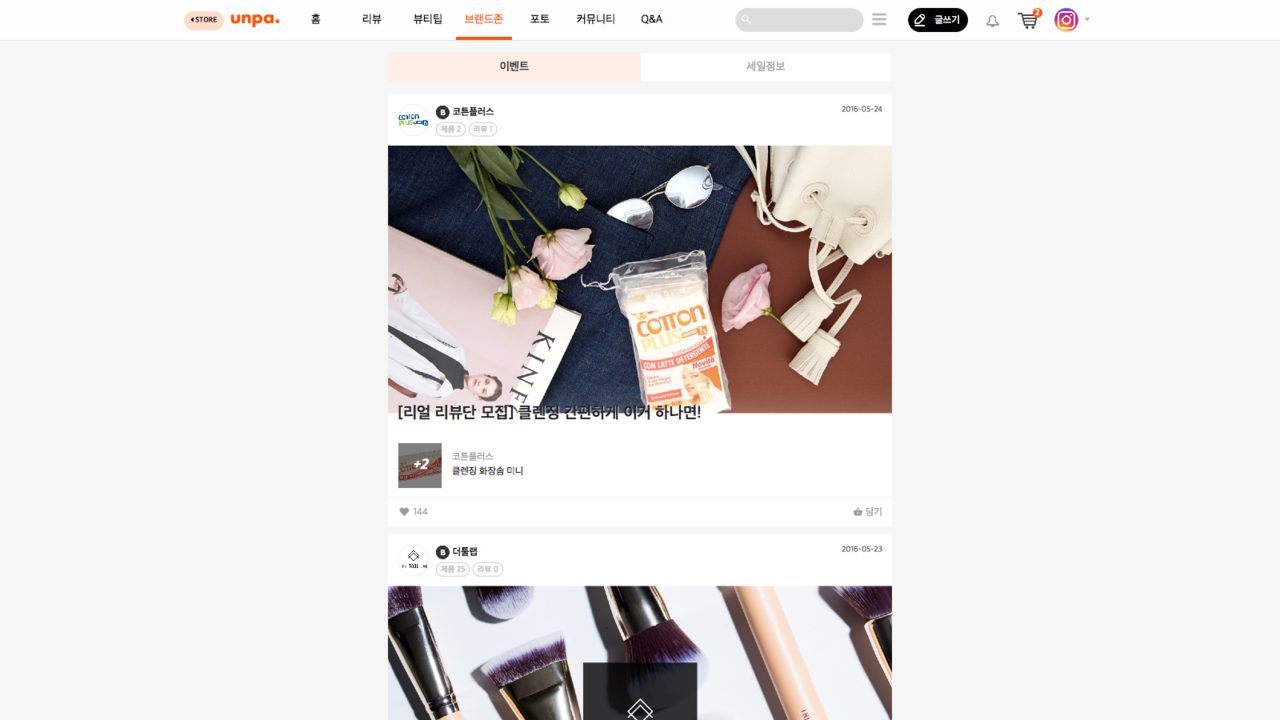 STORE
unpa.
홈
리뷰
뷰티팁
브랜드존
포토
커뮤니티
Q&A
글쓰기
2
이벤트
세일정보
B 코튼플러스
제품 2 리뷰 1
2016-05-24
COTTON
PLUS
CON LATTE DETERGENTE
Novità
KINF
[리얼 리뷰단 모집] 클렌징 간편하게 이거 하나면!
+2
코튼플러스
클렌징 화장솜 미니
144
담기
B 더툴랩
제품 25 리뷰 0
2016-05-23